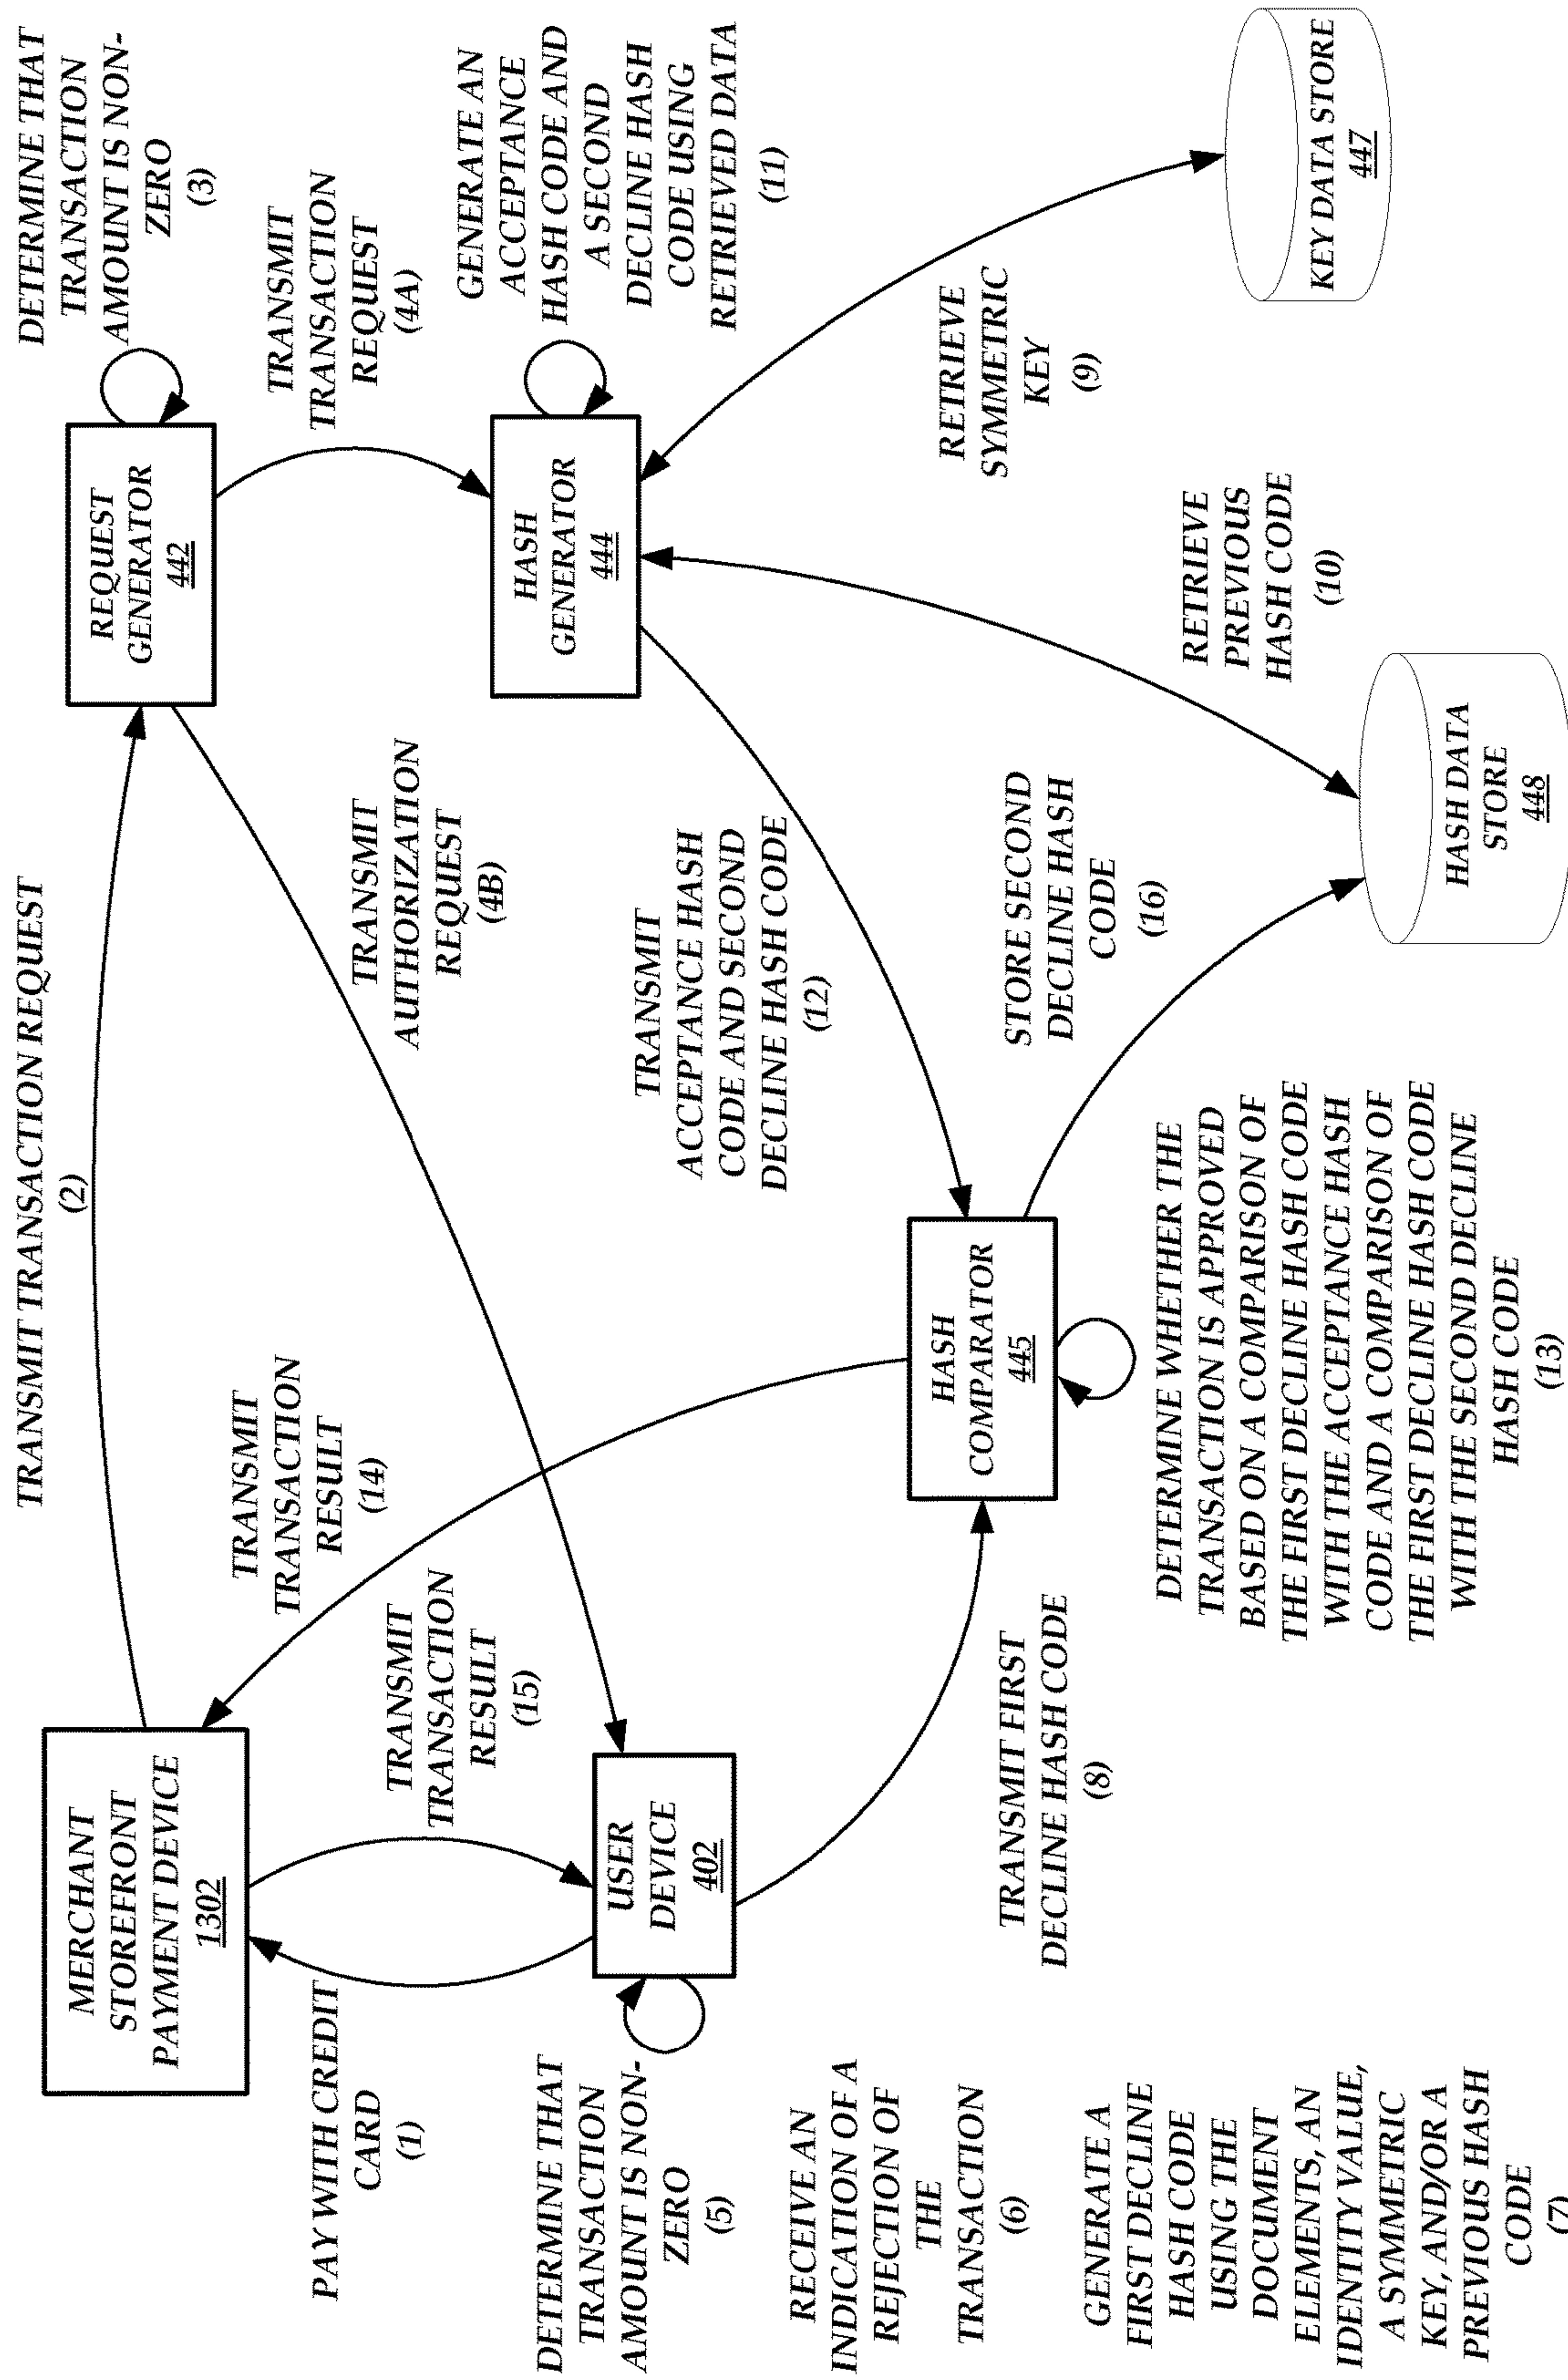 MERCHANT
STOREFRONT
PAYMENT DEVICE
1302
TRANSMIT TRANSACTION REQUEST
(2)
REQUEST
GENERATOR
442
DETERMINE THAT
TRANSACTION
AMOUNT IS NON-
ZERO
(3)
PAY WITH CREDIT
CARD
(1)
TRANSMIT
TRANSACTION
RESULT
(15)
TRANSMIT
TRANSACTION
RESULT
(14)
TRANSMIT
AUTHORIZATION
REQUEST
(4B)
TRANSMIT
TRANSACTION
REQUEST
(4A)
DETERMINE THAT
TRANSACTION
AMOUNT IS NON-
ZERO
(5)
USER
DEVICE
402
HASH
GENERATOR
444
GENERATE AN
ACCEPTANCE
HASH CODE AND
A SECOND
DECLINE HASH
CODE USING
RETRIEVED DATA
(11)
RECEIVE AN
INDICATION OF A
REJECTION OF
THE
TRANSACTION
(6)
TRANSMIT
ACCEPTANCE HASH
CODE AND SECOND
DECLINE HASH CODE
(12)
GENERATE A
FIRST DECLINE
HASH CODE
USING THE
DOCUMENT
ELEMENTS, AN
IDENTITY VALUE,
A SYMMETRIC
KEY, AND/OR A
PREVIOUS HASH
CODE
(7)
TRANSMIT FIRST
DECLINE HASH CODE
(8)
HASH
COMPARATOR
445
STORE SECOND
DECLINE HASH
CODE
(16)
RETRIEVE
SYMMETRIC
KEY
(9)
DETERMINE WHETHER THE
TRANSACTION IS APPROVED
BASED ON A COMPARISON OF
THE FIRST DECLINE HASH CODE
WITH THE ACCEPTANCE HASH
CODE AND A COMPARISON OF
THE FIRST DECLINE HASH CODE
WITH THE SECOND DECLINE
HASH CODE
(13)
RETRIEVE
PREVIOUS
HASH CODE
(10)
HASH DATA
STORE
448
KEY DATA STORE
447